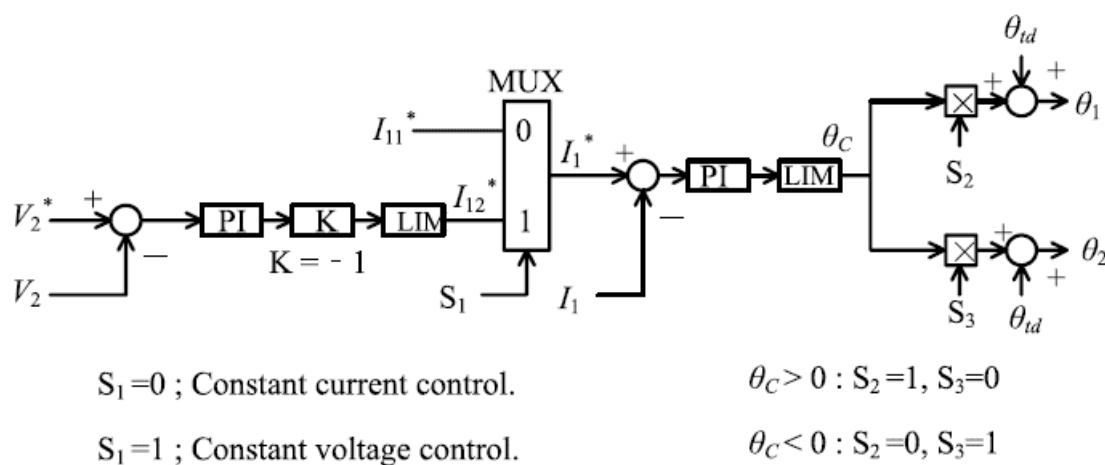 θtd
MUX
+ +
I11* 0 θ1
θC
I1* +
S2
PI LIM
I12*
V2* + −
PI K LIM 1 + θ2
− K = - 1 +
V2 S1 I1 S3 θtd
S1 =0 ; Constant current control. θC > 0 : S2 =1, S3=0
S1 =1 ; Constant voltage control. θC < 0 : S2 =0, S3=1